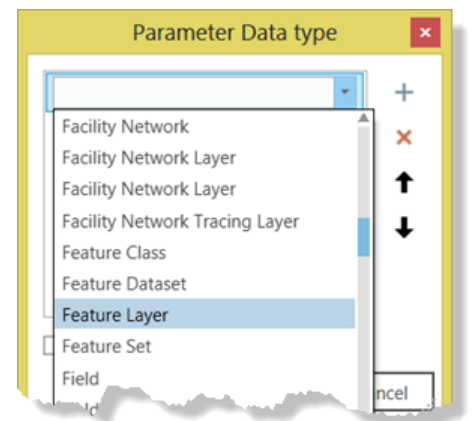 Parameter Data type
Facility Network
Facility Network Layer
Facility Network Layer
Facility Network Tracing Layer
Feature Class
Feature Dataset
Feature Layer
Feature Set
Field